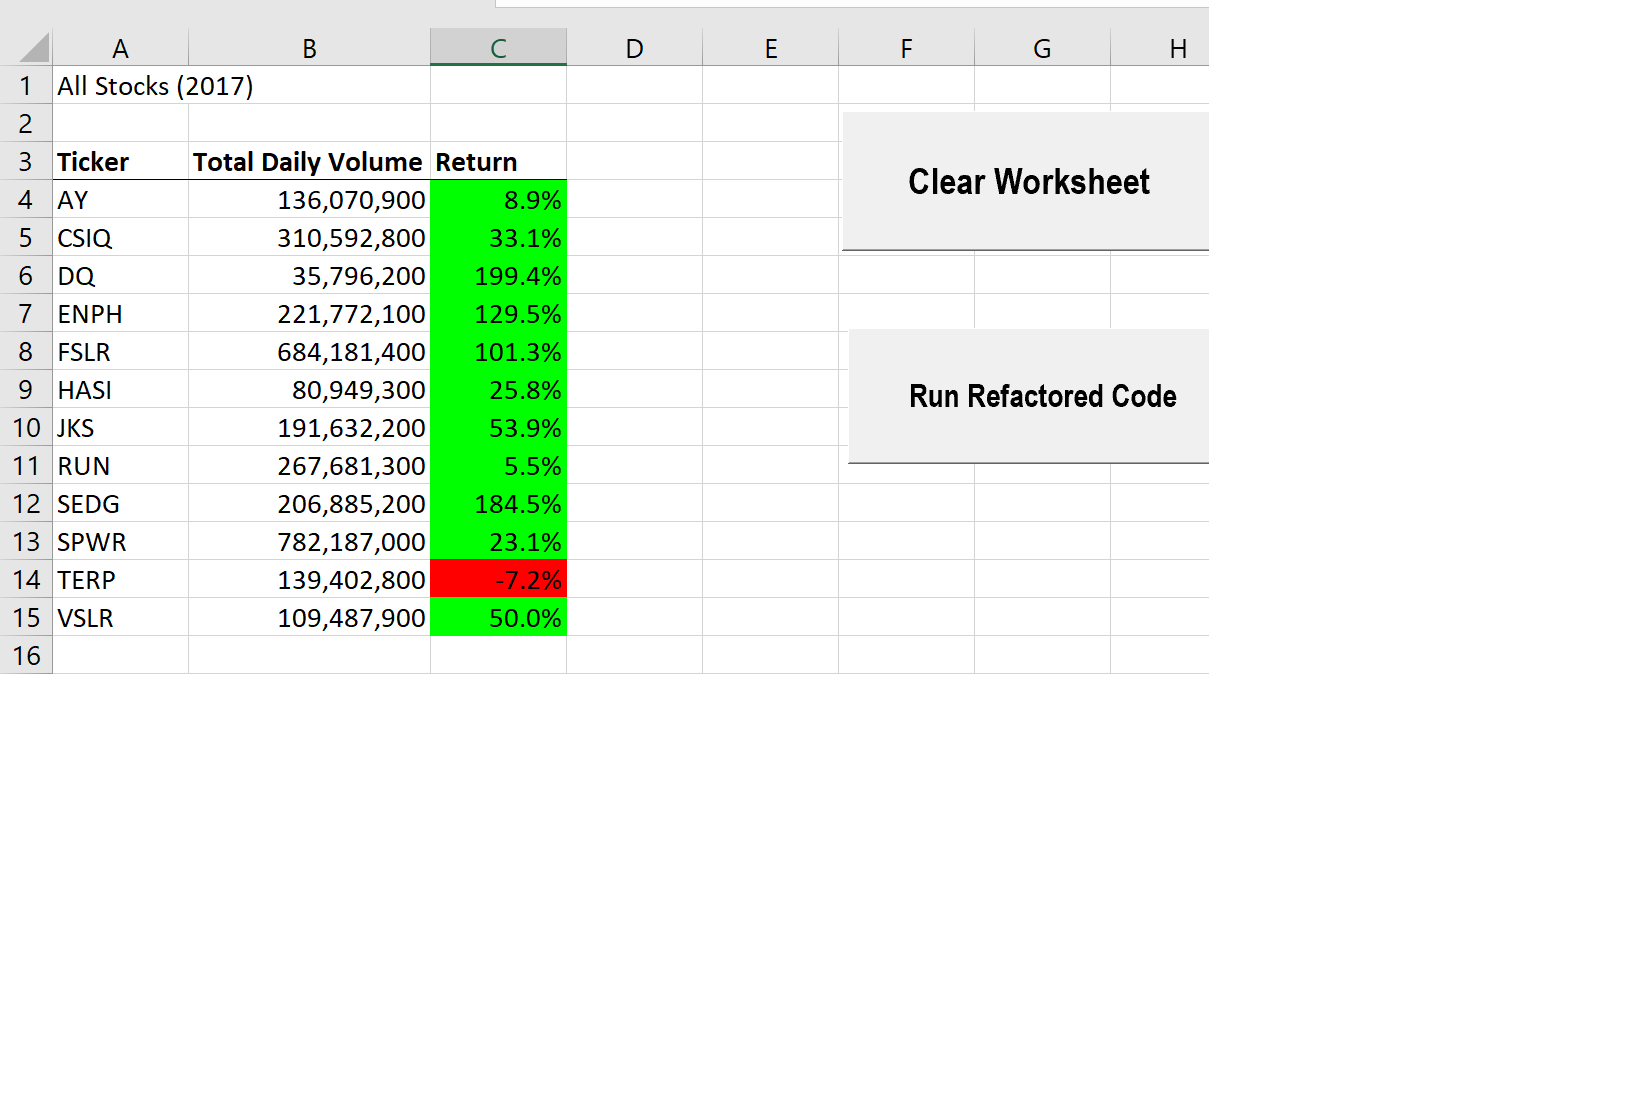 A B C D E F G H
1 All Stocks (2017)
2
3 Ticker Total Daily Volume Return
4 AY 136,070,900 8.9%
5 CSIQ 310,592,800 33.1%
6 DQ 35,796,200 199.4%
7 ENPH 221,772,100 129.5%
8 FSLR 684,181,400 101.3%
9 HASI 80,949,300 25.8%
10 JKS 191,632,200 53.9%
11 RUN 267,681,300 5.5%
12 SEDG 206,885,200 184.5%
13 SPWR 782,187,000 23.1%
14 TERP 139,402,800 -7.2%
15 VSLR 109,487,900 50.0%
16
Clear Worksheet
Run Refactored Code